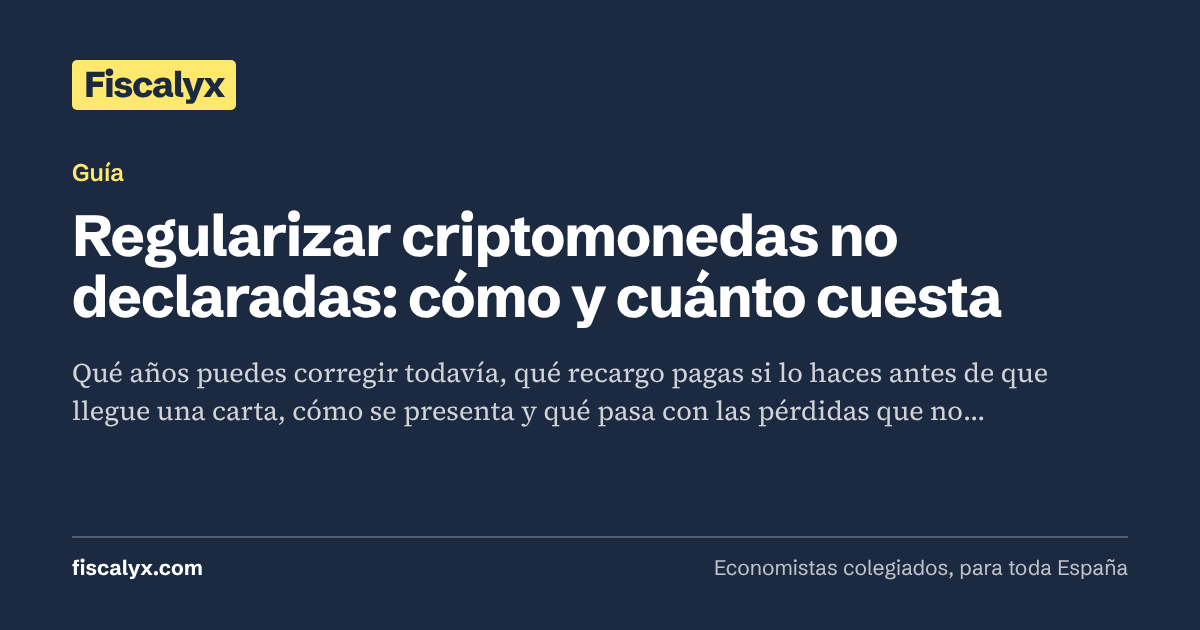 Fiscalyx
Guía
Regularizar criptomonedas no
declaradas: cómo y cuánto cuesta
Qué años puedes corregir todavía, qué recargo pagas si lo haces antes de que
llegue una carta, cómo se presenta y qué pasa con las pérdidas que no...
fiscalyx.com
Economistas colegiados, para toda España